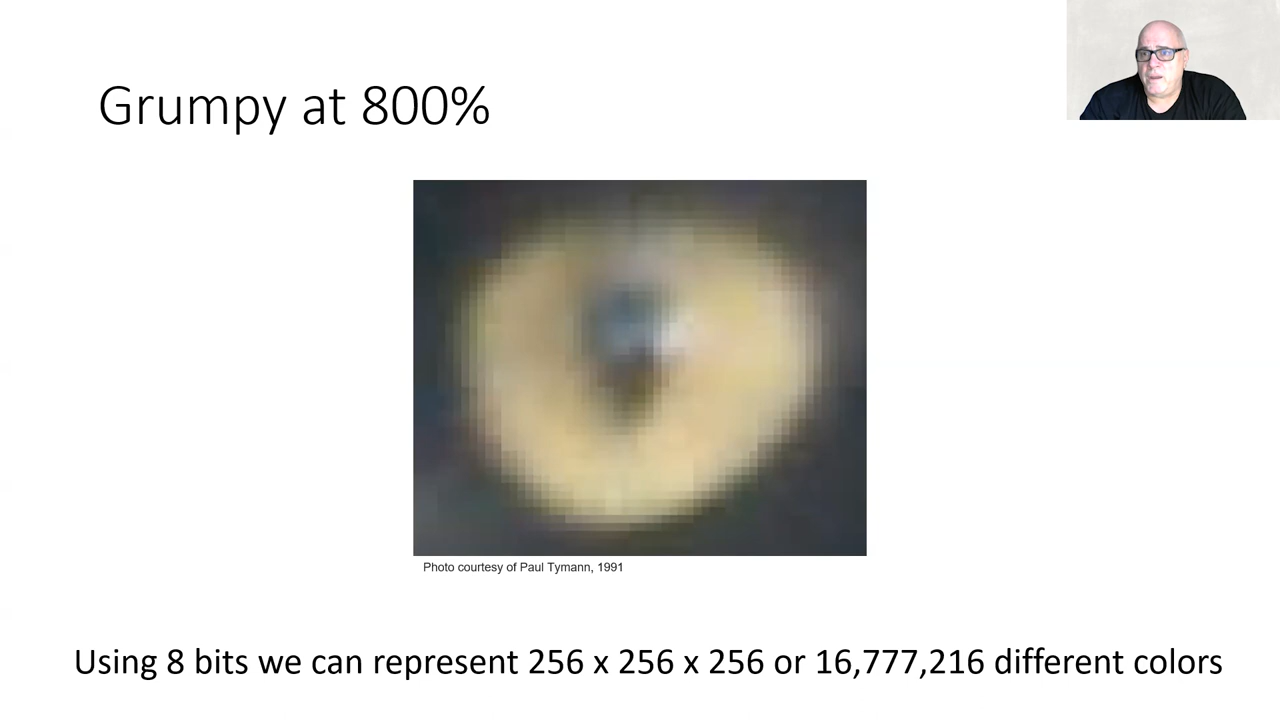 Grumpy at 800%
Photo courtesy of Paul Tymann, 1991
Using 8 bits we can represent 256 x 256 x 256 or 16,777,216 different colors